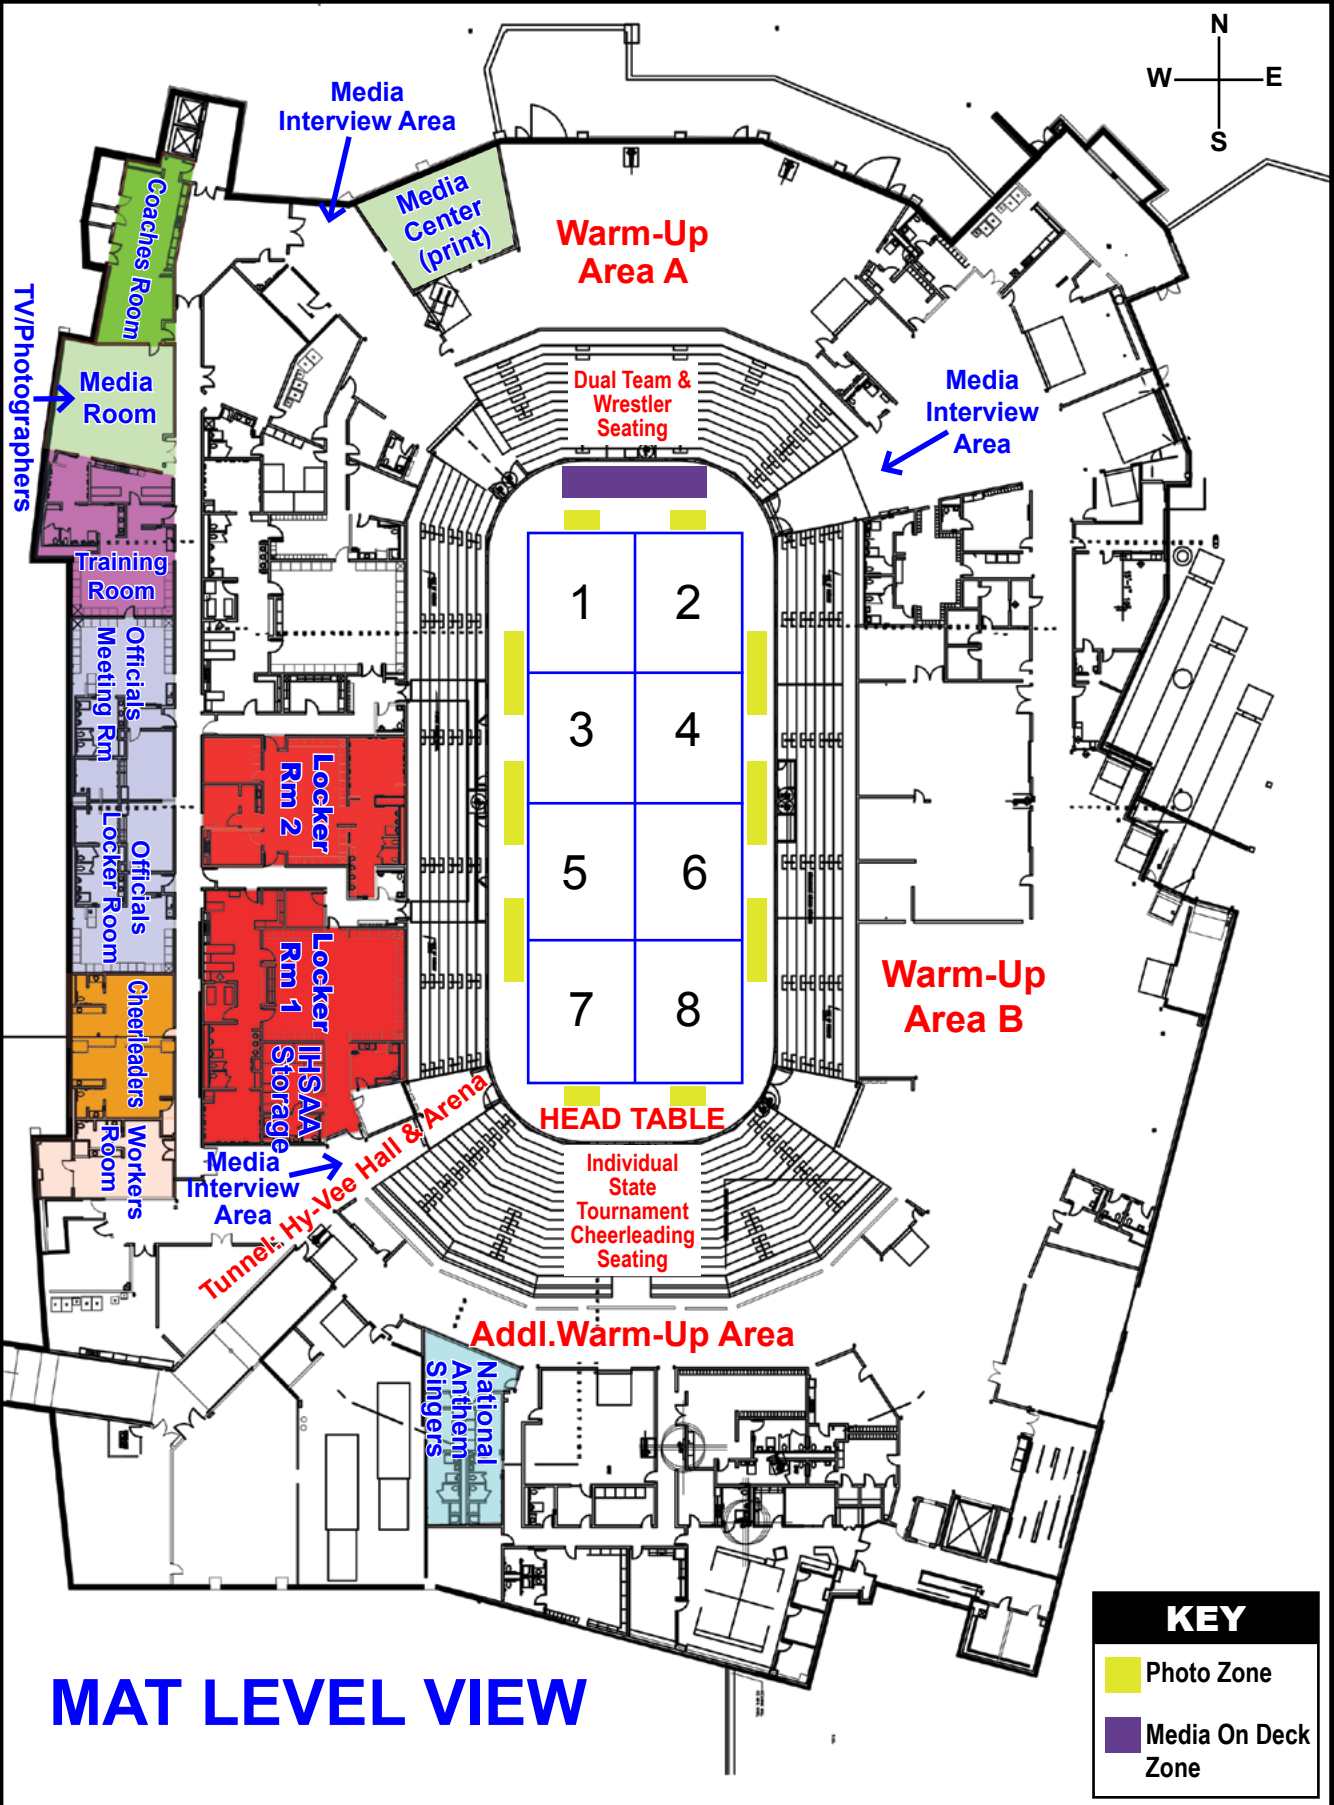 N
W E
S
Media
Interview Area
Media
Center
(print)
Coaches Room
Warm-Up
Area A
TV/Photographers
Media
Room
Dual Team &
Wrestler
Seating
Media
Interview
Area
Training
Room
1 2
Officials
Meeting Rm
3 4
Locker
Rm 2
Officials
Locker Room
5 6
Locker
Rm 1
Warm-Up
Area B
7 8
Cheerleaders
IHSAA
Storage
HEAD TABLE
Workers
Room
Media
Interview
Area
Tunnel: Hy-Vee Hall & Arena
Individual
State
Tournament
Cheerleading
Seating
Addl.Warm-Up Area
National
Anthem
Singers
MAT LEVEL VIEW
KEY
Photo Zone
Media On Deck
Zone